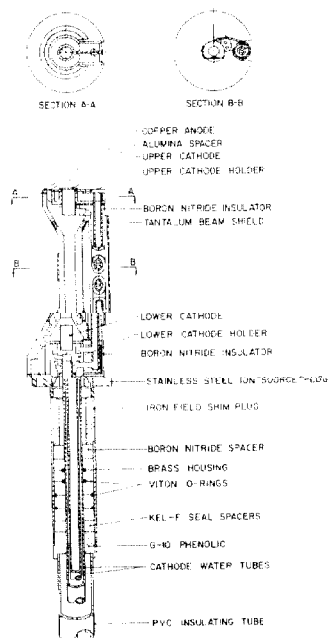 SECTION A-A
SECTION B-B
COPPER ANODE
ALUMINA SPACER
UPPER CATHODE
UPPER CATHODE HOLDER
A A
BORON NITRIDE INSULATOR
TANTALUM BEAM SHIELD
B B
LOWER CATHODE
LOWER CATHODE HOLDER
BORON NITRIDE INSULATOR
STAINLESS STEEL ION SOURCE
IRON FIELD SHIM PLUG
BORON NITRIDE SPACER
BRASS HOUSING
VITON O-RINGS
KEL-F SEAL SPACERS
G-10 PHENOLIC
CATHODE WATER TUBES
PVC INSULATING TUBE